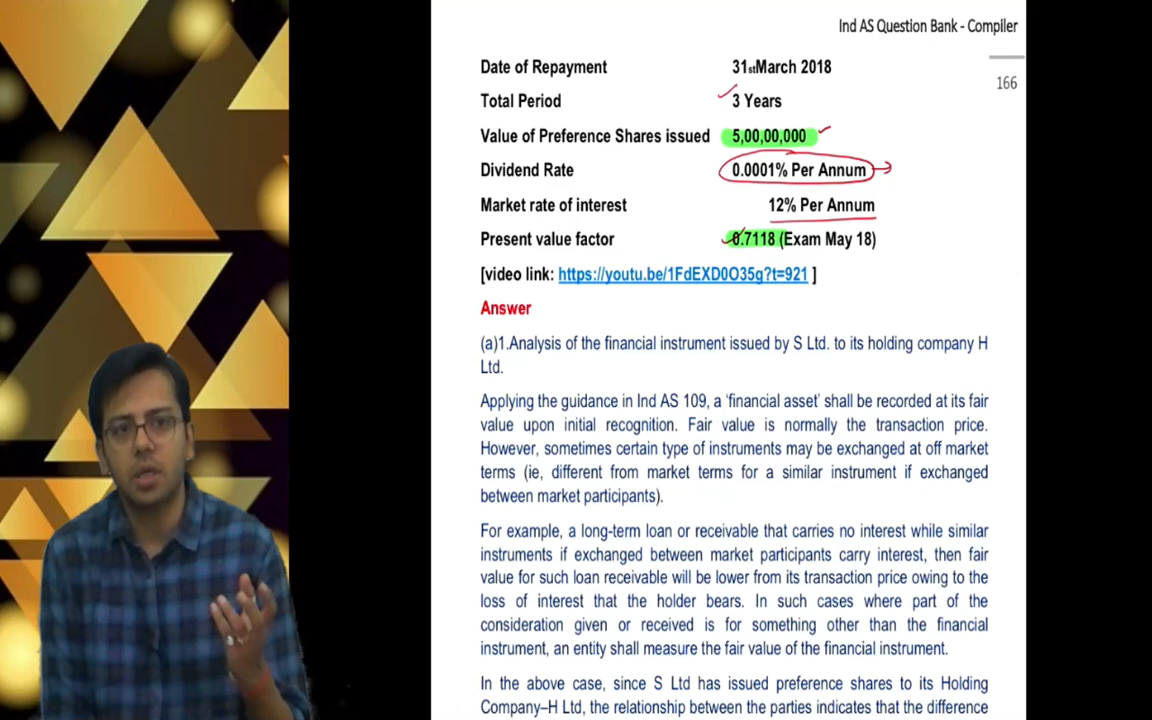 Ind AS Question Bank - Compiler
166
Date of Repayment 31stMarch 2018
Total Period 3 Years
Value of Preference Shares issued 5,00,00,000
Dividend Rate 0.0001% Per Annum
Market rate of interest 12% Per Annum
Present value factor 0.7118 (Exam May 18)
[video link: https://youtu.be/1FdEXD0O35g?t=921 ]
Answer
(a)1.Analysis of the financial instrument issued by S Ltd. to its holding company H
Ltd.
Applying the guidance in Ind AS 109, a ‘financial asset’ shall be recorded at its fair
value upon initial recognition. Fair value is normally the transaction price.
However, sometimes certain type of instruments may be exchanged at off market
terms (ie, different from market terms for a similar instrument if exchanged
between market participants).
For example, a long-term loan or receivable that carries no interest while similar
instruments if exchanged between market participants carry interest, then fair
value for such loan receivable will be lower from its transaction price owing to the
loss of interest that the holder bears. In such cases where part of the
consideration given or received is for something other than the financial
instrument, an entity shall measure the fair value of the financial instrument.
In the above case, since S Ltd has issued preference shares to its Holding
Company–H Ltd, the relationship between the parties indicates that the difference